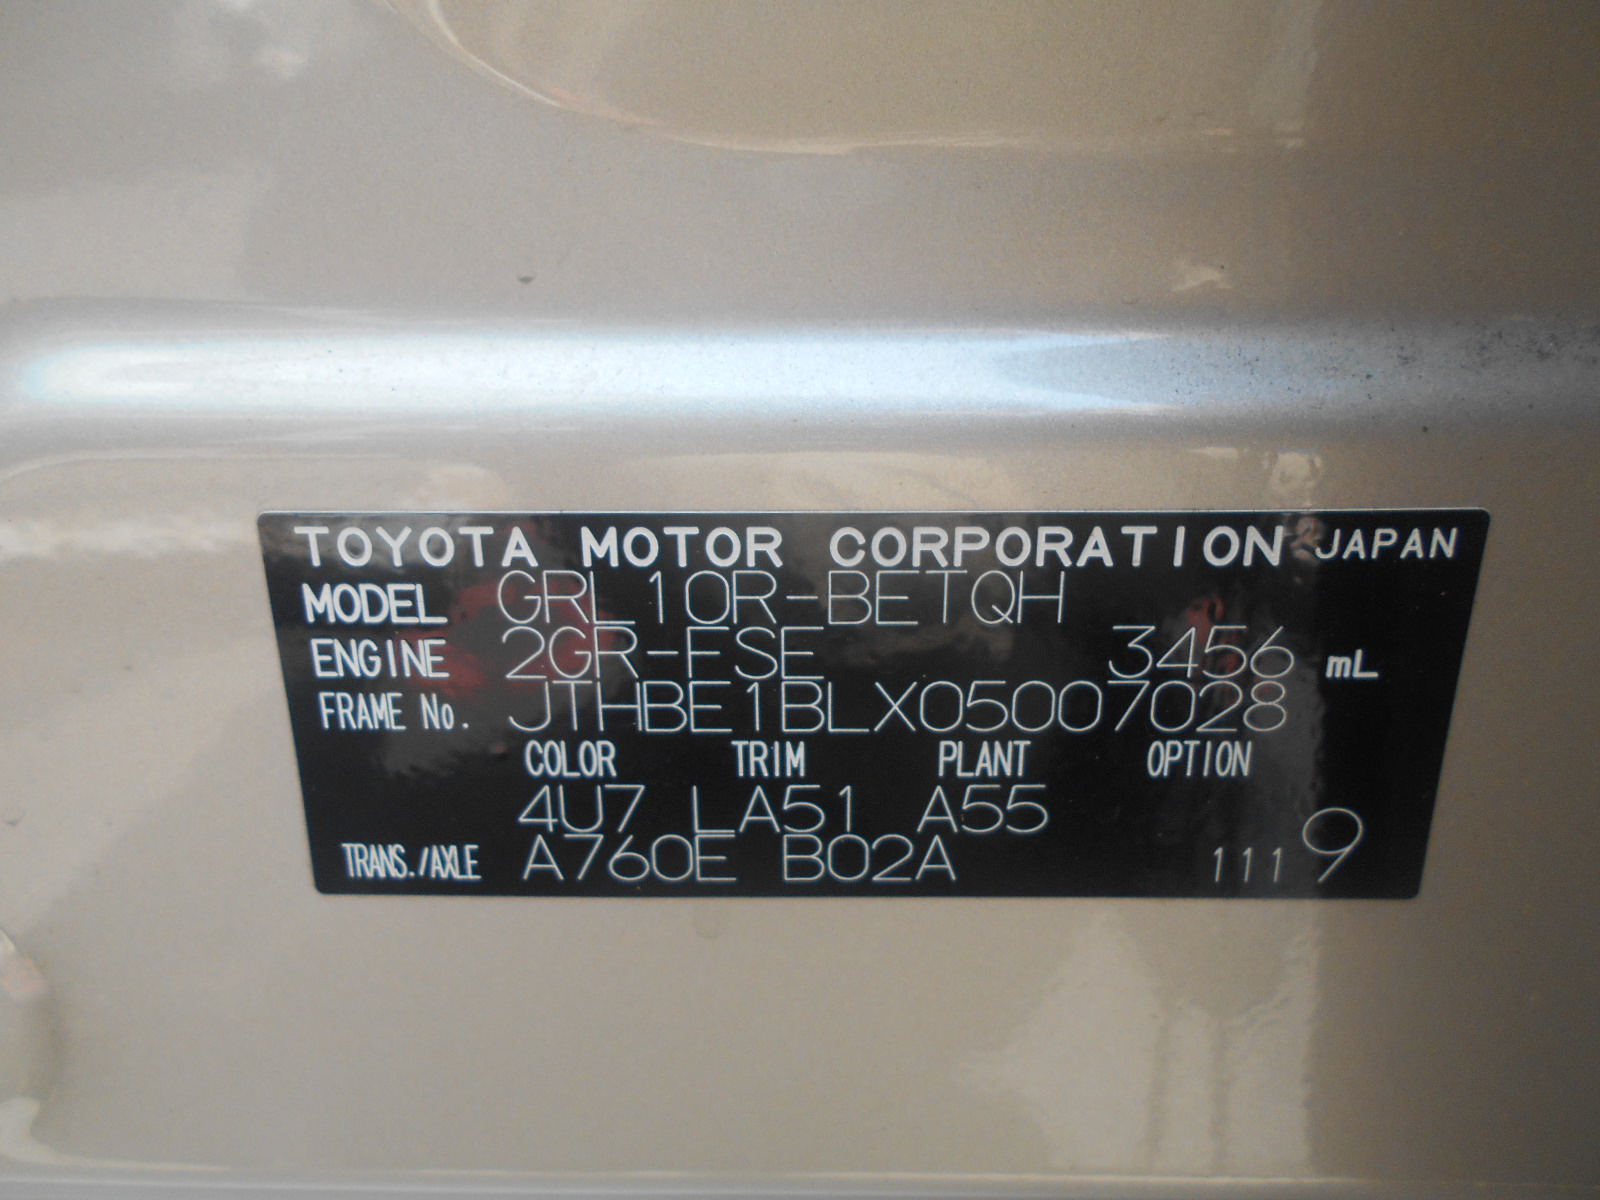 TOYOTA MOTOR CORPORATION JAPAN
MODEL GRL10R-BETQH
ENGINE 2GR-FSE 3456 mL
FRAME No. JTHBE1BLX05007028
COLOR TRIM PLANT OPTION
4U7 LA51 A55
TRANS./AXLE A760E B02A 111 9